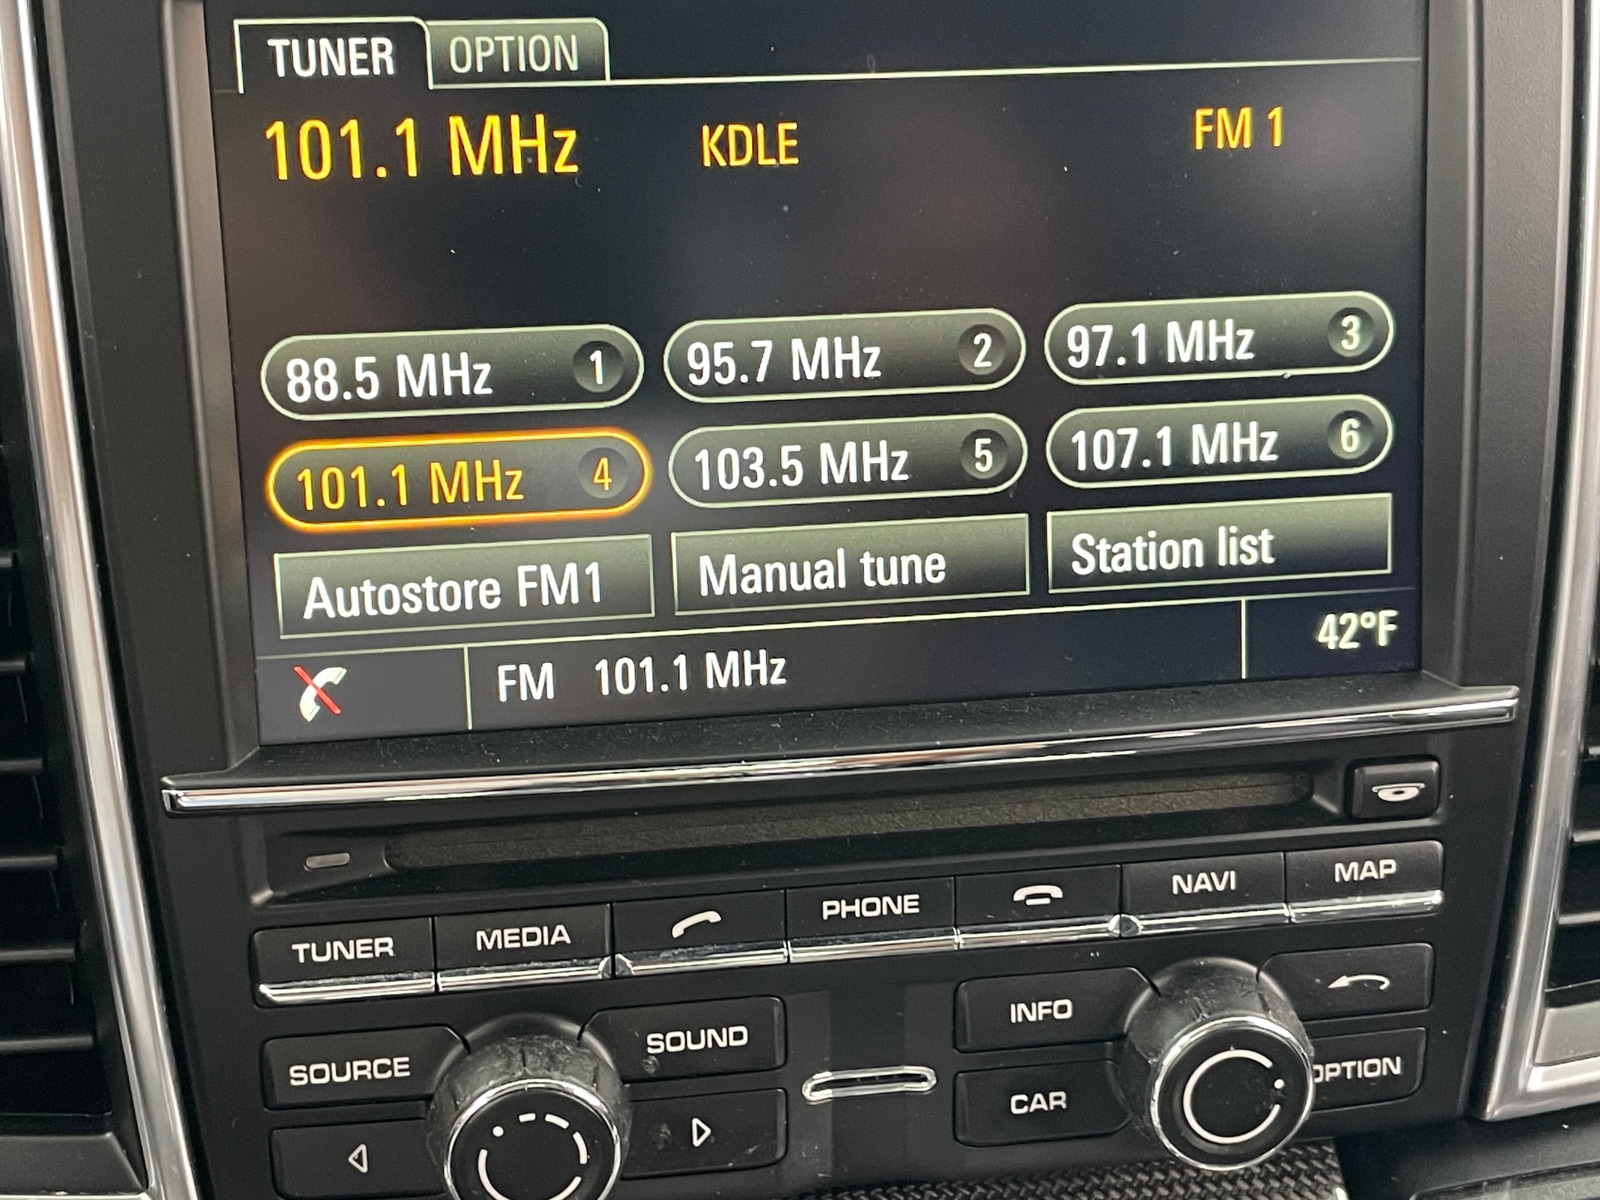 TUNER OPTION
101.1 MHz KDLE FM 1
88.5 MHz 1 95.7 MHz 2 97.1 MHz 3
101.1 MHz 4 103.5 MHz 5 107.1 MHz 6
Autostore FM1 Manual tune Station list
FM 101.1 MHz 42°F
TUNER MEDIA PHONE NAVI MAP
SOURCE SOUND INFO
CAR OPTION